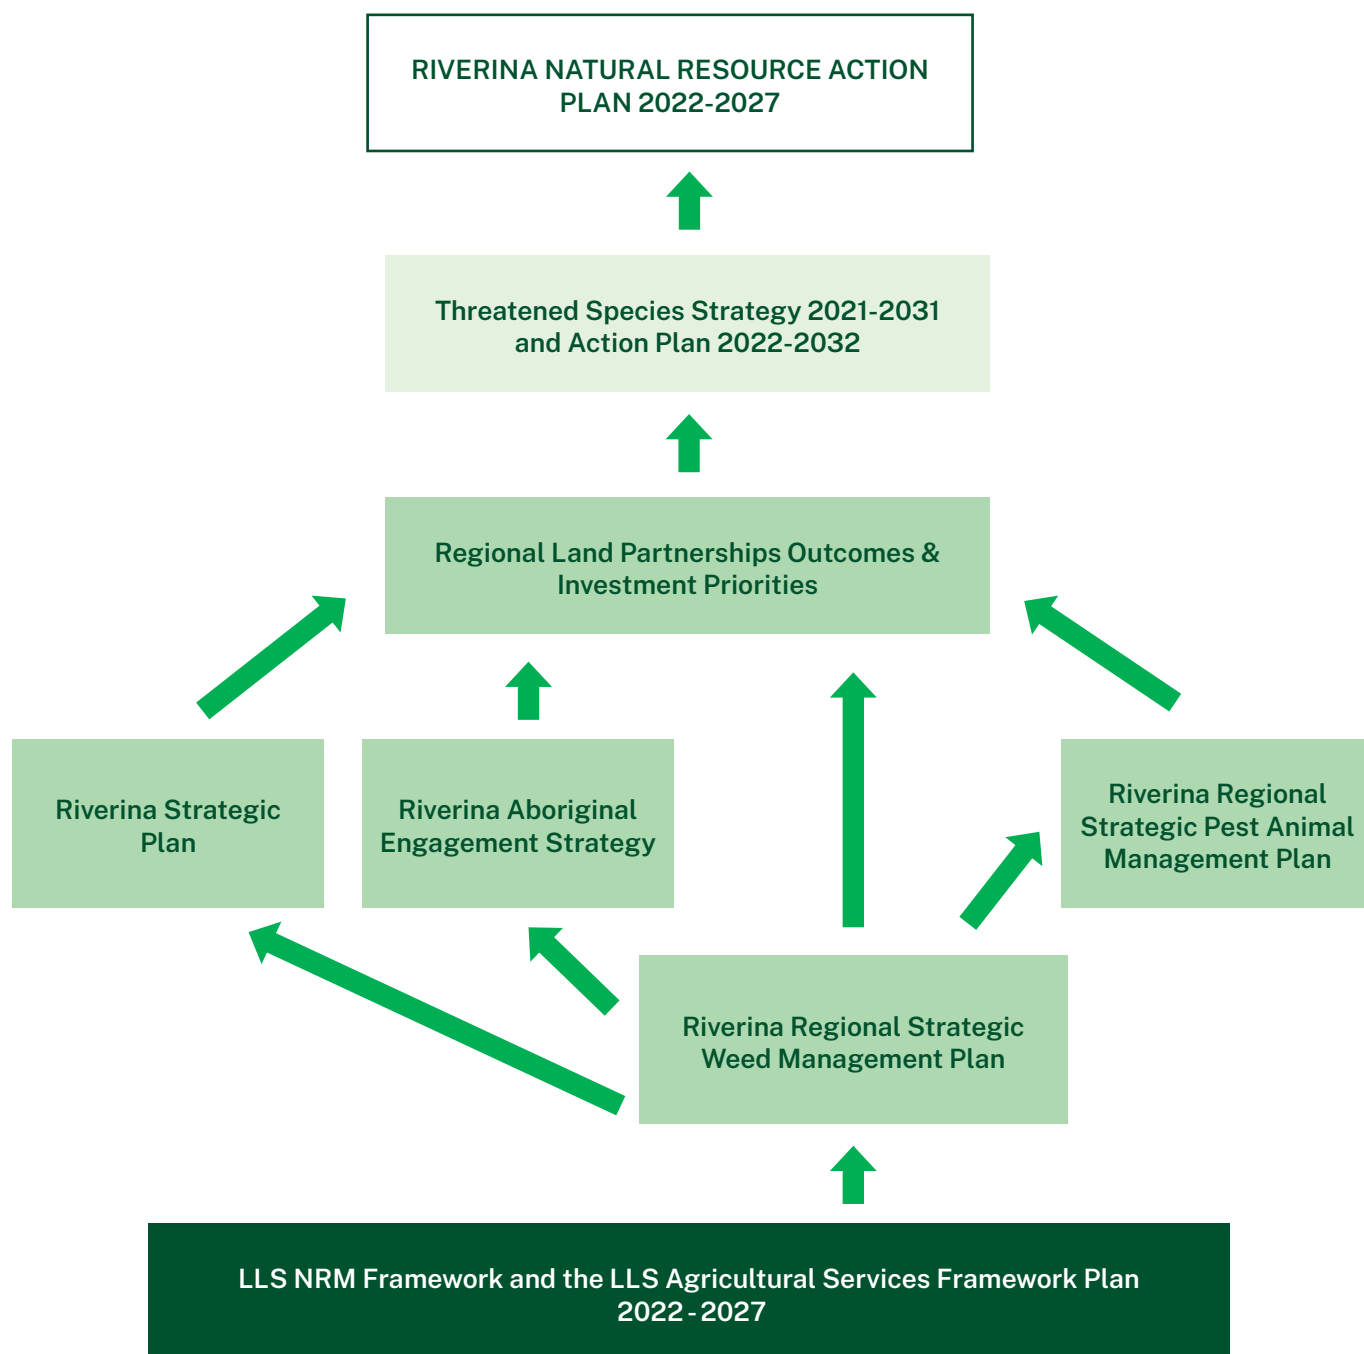 RIVERINA NATURAL RESOURCE ACTION
PLAN 2022-2027
Threatened Species Strategy 2021-2031
and Action Plan 2022-2032
Regional Land Partnerships Outcomes &
Investment Priorities
Riverina Strategic
Plan
Riverina Aboriginal
Engagement Strategy
Riverina Regional
Strategic Pest Animal
Management Plan
Riverina Regional Strategic
Weed Management Plan
LLS NRM Framework and the LLS Agricultural Services Framework Plan
2022 - 2027